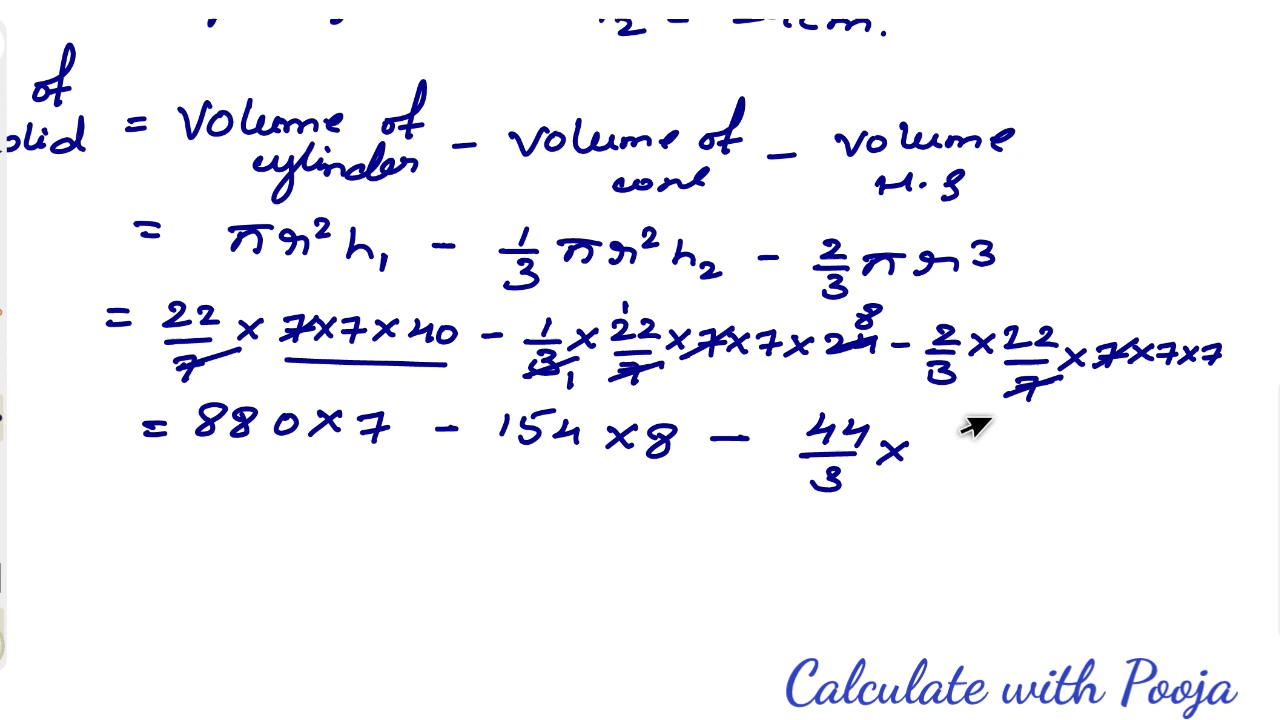 of
olid = Volume of cylinder - volume of cone - volume H.S
= πr²h₁ - 1/3 πr²h₂ - 2/3 πr³
= 22/7 × 7×7×40 - 1/3 × 22/7 × 7×7×24 8 - 2/3 × 22/7 × 7×7×7
= 880×7 - 154×8 - 44/3 ×
Calculate with Pooja